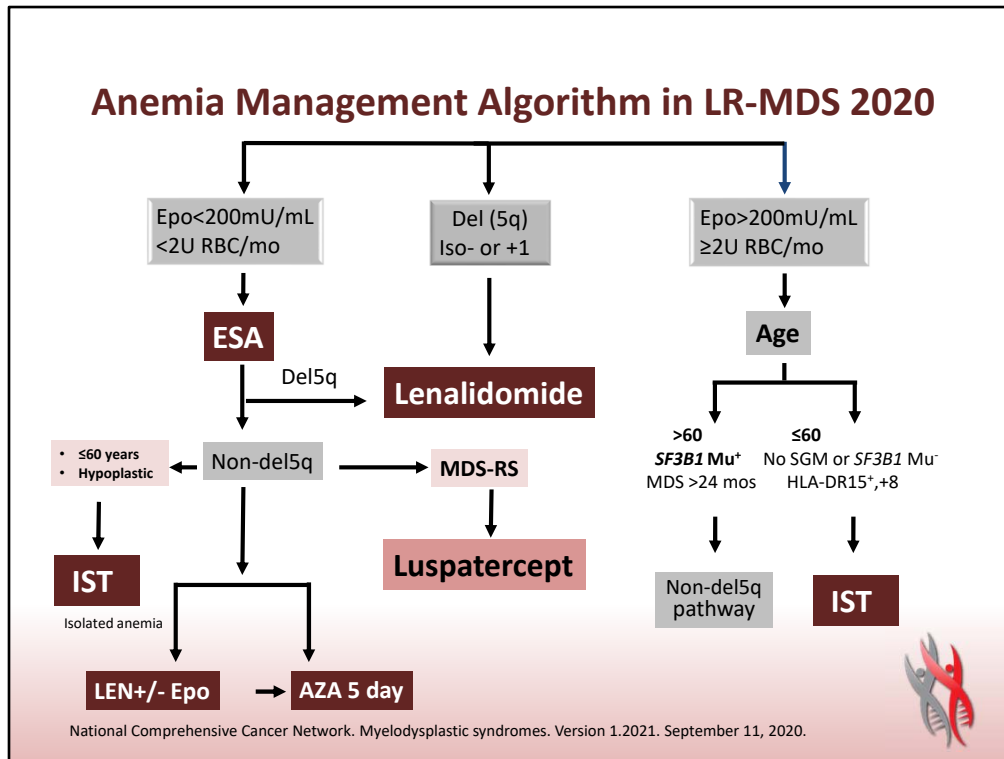 Anemia Management Algorithm in LR-MDS 2020
Epo<200mU/mL
<2U RBC/mo
Del (5q)
Iso- or +1
Epo>200mU/mL
≥2U RBC/mo
ESA
Age
Del5q
Lenalidomide
>60
SF3B1 Mu⁺
MDS >24 mos
≤60
No SGM or SF3B1 Mu⁻
HLA-DR15⁺,+8
• ≤60 years
• Hypoplastic
Non-del5q
MDS-RS
IST
Luspatercept
Non-del5q
pathway
IST
Isolated anemia
LEN+/- Epo
AZA 5 day
National Comprehensive Cancer Network. Myelodysplastic syndromes. Version 1.2021. September 11, 2020.